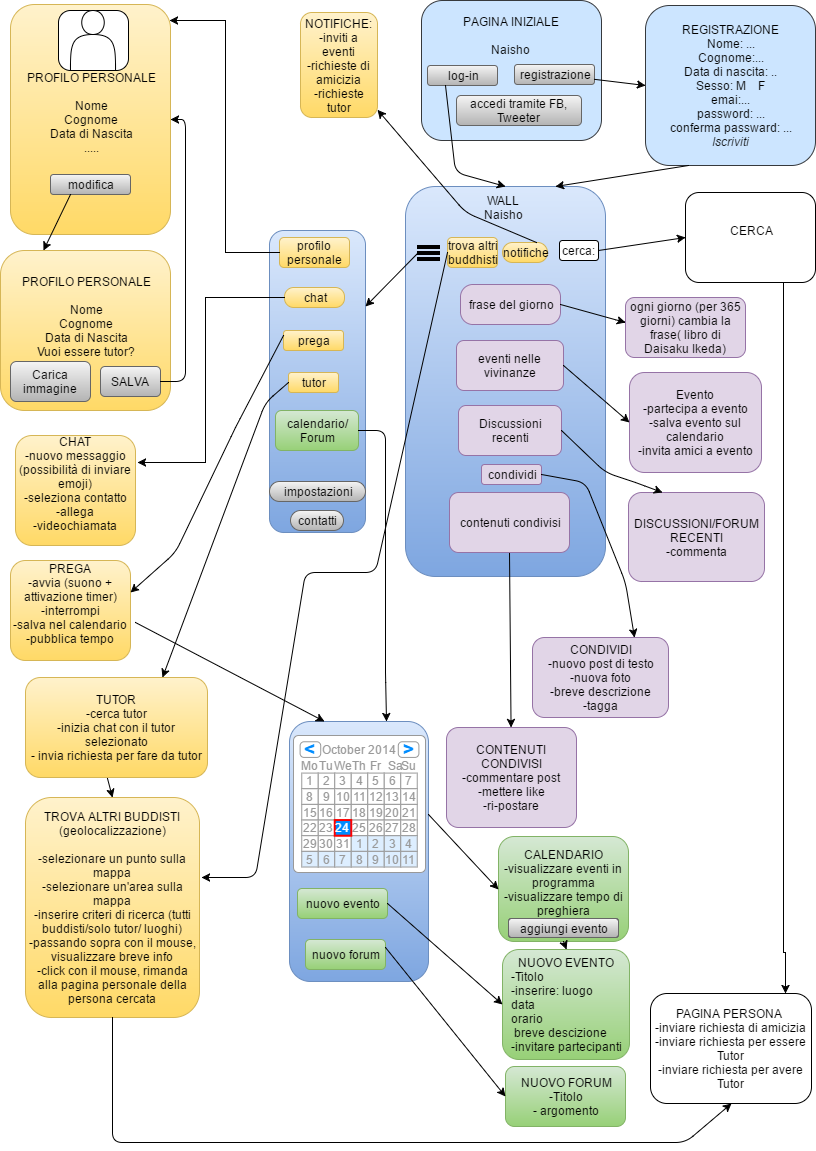 PROFILO PERSONALE
Nome
Cognome
Data di Nascita
.....
modifica
PROFILO PERSONALE
Nome
Cognome
Data di Nascita
Vuoi essere tutor?
Carica
immagine
SALVA
NOTIFICHE:
-inviti a
eventi
-richieste di
amicizia
-richieste
tutor
PAGINA INIZIALE
Naisho
log-in
registrazione
accedi tramite FB,
Tweeter
REGISTRAZIONE
Nome: ...
Cognome:...
Data di nascita: ..
Sesso: M F
emai:...
password: ...
conferma passward: ...
Iscriviti
profilo
personale
chat
prega
tutor
calendario/
Forum
impostazioni
contatti
WALL
Naisho
trova altri
buddhisti
notifiche
cerca:
frase del giorno
eventi nelle
vivinanze
Discussioni
recenti
condividi
contenuti condivisi
CERCA
ogni giorno (per 365
giorni) cambia la
frase( libro di
Daisaku Ikeda)
Evento
-partecipa a evento
-salva evento sul
calendario
-invita amici a evento
DISCUSSIONI/FORUM
RECENTI
-commenta
CONDIVIDI
-nuovo post di testo
-nuova foto
-breve descrizione
-tagga
CONTENUTI
CONDIVISI
-commentare post
-mettere like
-ri-postare
CHAT
-nuovo messaggio
(possibilità di inviare
emoji)
-seleziona contatto
-allega
-videochiamata
PREGA
-avvia (suono +
attivazione timer)
-interrompi
-salva nel calendario
-pubblica tempo
TUTOR
-cerca tutor
-inizia chat con il tutor
selezionato
- invia richiesta per fare da tutor
TROVA ALTRI BUDDISTI
(geolocalizzazione)
-selezionare un punto sulla
mappa
-selezionare un'area sulla
mappa
-inserire criteri di ricerca (tutti
buddisti/solo tutor/ luoghi)
-passando sopra con il mouse,
visualizzare breve info
-click con il mouse, rimanda
alla pagina personale della
persona cercata
< October 2014 >
Mo Tu We Th Fr Sa Su
1 2 3 4 5 6 7
8 9 10 11 12 13 14
15 16 17 18 19 20 21
22 23 24 25 26 27 28
29 30 31 1 2 3 4
5 6 7 8 9 10 11
nuovo evento
nuovo forum
CALENDARIO
-visualizzare eventi in
programma
-visualizzare tempo di
preghiera
aggiungi evento
NUOVO EVENTO
-Titolo
-inserire: luogo
data
orario
breve descizione
-invitare partecipanti
NUOVO FORUM
-Titolo
- argomento
PAGINA PERSONA
-inviare richiesta di amicizia
-inviare richiesta per essere
Tutor
-inviare richiesta per avere
Tutor